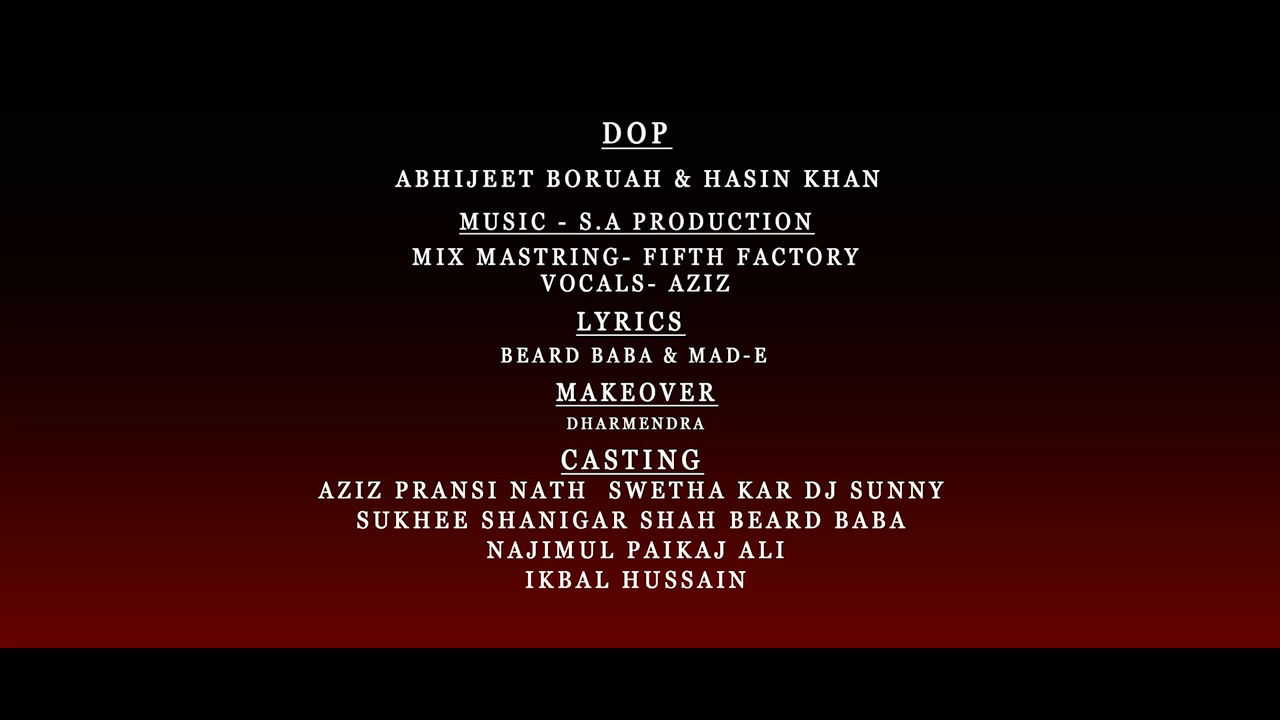 DOP
ABHIJEET BORUAH & HASIN KHAN
MUSIC - S.A PRODUCTION
MIX MASTRING- FIFTH FACTORY
VOCALS- AZIZ
LYRICS
BEARD BABA & MAD-E
MAKEOVER
DHARMENDRA
CASTING
AZIZ PRANSI NATH  SWETHA KAR DJ SUNNY
SUKHEE SHANIGAR SHAH BEARD BABA
NAJIMUL PAIKAJ ALI
IKBAL HUSSAIN